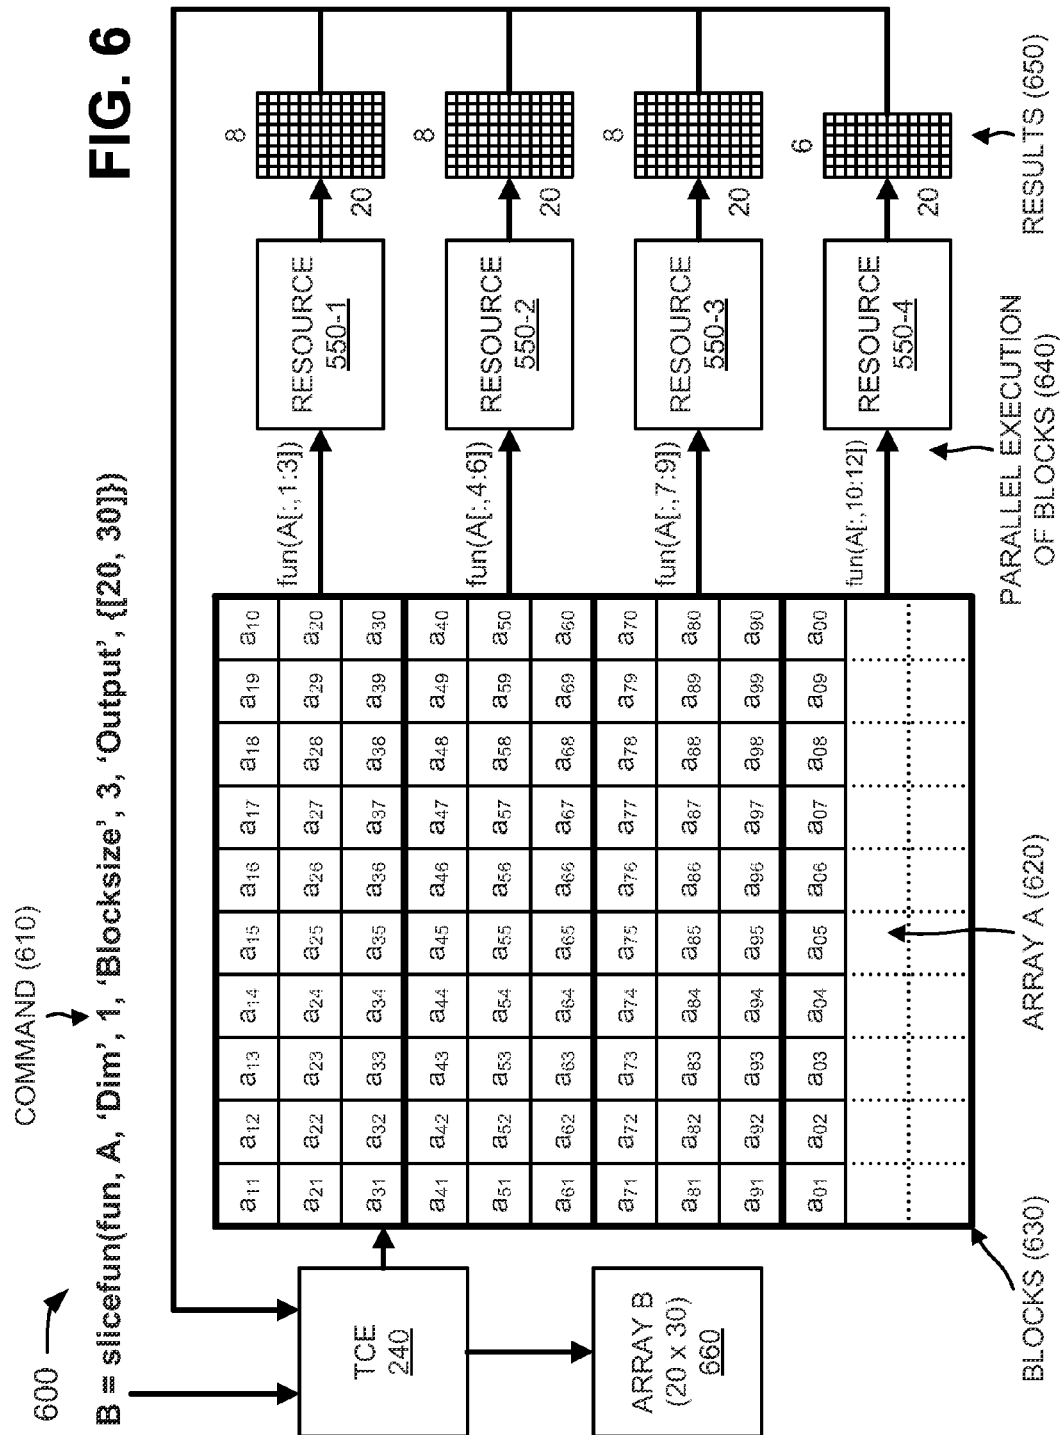 FIG. 6
600
COMMAND (610)
B = slicefun(fun, A, ‘Dim’, 1, ‘Blocksize’, 3, ‘Output’, {[20, 30]})
TCE
240
ARRAY B
(20 x 30)
660
a11 a12 a13 a14 a15 a16 a17 a18 a19 a10
a21 a22 a23 a24 a25 a26 a27 a28 a29 a20
a31 a32 a33 a34 a35 a36 a37 a38 a39 a30
a41 a42 a43 a44 a45 a46 a47 a48 a49 a40
a51 a52 a53 a54 a55 a56 a57 a58 a59 a50
a61 a62 a63 a64 a65 a66 a67 a68 a69 a60
a71 a72 a73 a74 a75 a76 a77 a78 a79 a70
a81 a82 a83 a84 a85 a86 a87 a88 a89 a80
a91 a92 a93 a94 a95 a96 a97 a98 a99 a90
a01 a02 a03 a04 a05 a06 a07 a08 a09 a00
fun(A[:,1:3])
RESOURCE
550-1
20
8
fun(A[:,4:6])
RESOURCE
550-2
20
8
fun(A[:,7:9])
RESOURCE
550-3
20
8
fun(A[:,10:12])
RESOURCE
550-4
20
6
BLOCKS (630)
ARRAY A (620)
PARALLEL EXECUTION
OF BLOCKS (640)
RESULTS (650)